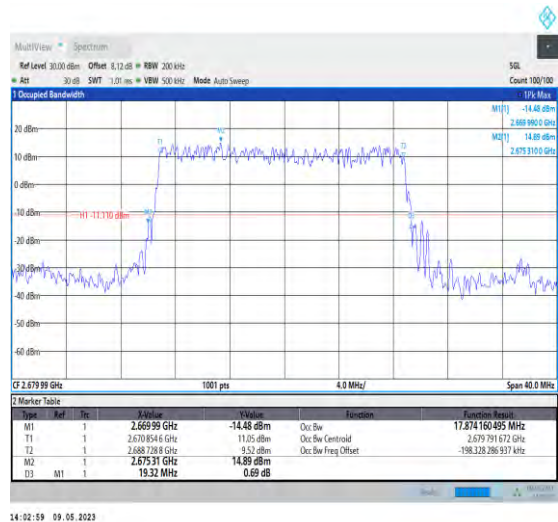 MultiView Spectrum
Ref Level 30.00 dBm Offset 8.12 dB RBW 200 kHz SGL
Att 30 dB SWT 1.01 ms VBW 500 kHz Mode Auto Sweep Count 100/100
1 Occupied Bandwidth 1Pk Max
M1[1] -14.48 dBm
2.669 990 0 GHz
M2[1] 14.89 dBm
2.675 310 0 GHz
20 dBm
M2
T1 T2
10 dBm
0 dBm
-10 dBm
H1 -11.110 dBm
M1
-20 dBm
-30 dBm
-40 dBm
-50 dBm
-60 dBm
CF 2.679 99 GHz 1001 pts 4.0 MHz/ Span 40.0 MHz
2 Marker Table
Type Ref Trc X-Value Y-Value Function Function Result
M1 1 2.669 99 GHz -14.48 dBm Occ Bw 17.874 160 495 MHz
T1 1 2.670 854 6 GHz 11.05 dBm Occ Bw Centroid 2.679 791 672 GHz
T2 1 2.688 728 8 GHz 9.52 dBm Occ Bw Freq Offset -198.328 286 937 kHz
M2 1 2.675 31 GHz 14.89 dBm
D3 M1 1 19.32 MHz 0.69 dB
14:02:59 09.05.2023